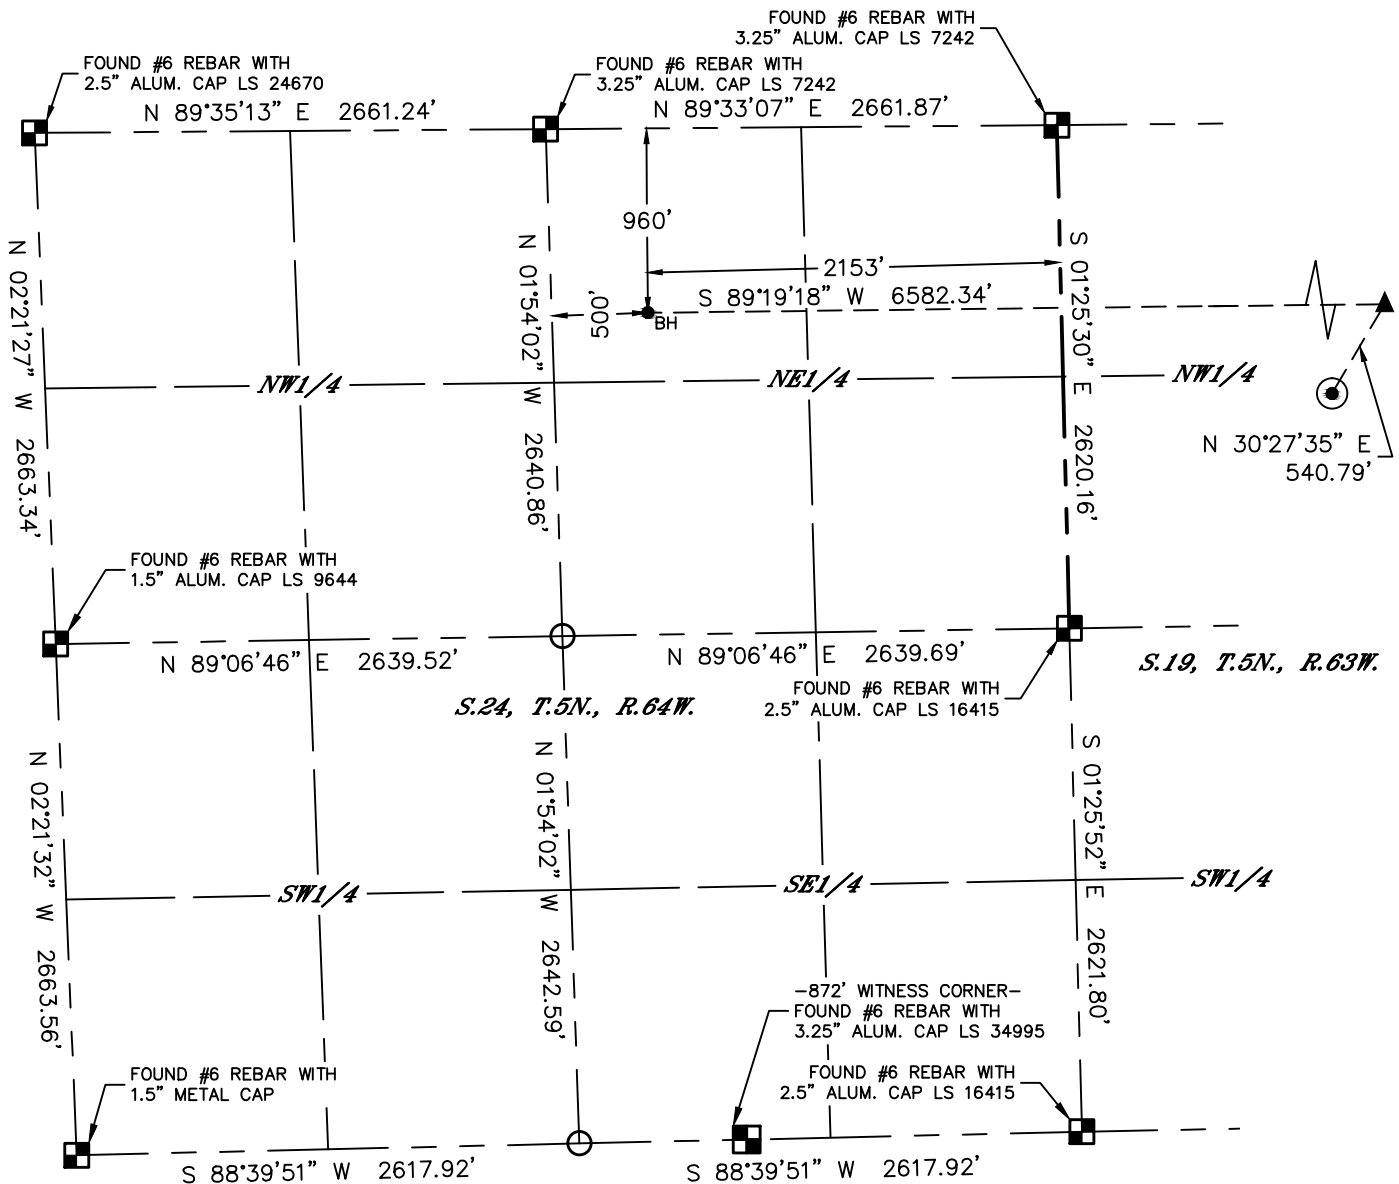 FOUND #6 REBAR WITH
3.25" ALUM. CAP LS 7242
FOUND #6 REBAR WITH
2.5" ALUM. CAP LS 24670
FOUND #6 REBAR WITH
3.25" ALUM. CAP LS 7242
N 89°35'13" E 2661.24'
N 89°33'07" E 2661.87'
960'
2153'
S 89°19'18" W 6582.34'
500'
BH
N 02°21'27" W 2663.34'
N 01°54'02" W 2640.86'
S 01°25'30" E 2620.16'
NW1/4
NE1/4
NW1/4
N 30°27'35" E
540.79'
FOUND #6 REBAR WITH
1.5" ALUM. CAP LS 9644
N 89°06'46" E 2639.52'
N 89°06'46" E 2639.69'
S.19, T.5N., R.63W.
S.24, T.5N., R.64W.
FOUND #6 REBAR WITH
2.5" ALUM. CAP LS 16415
N 02°21'32" W 2663.56'
N 01°54'02" W 2642.59'
S 01°25'52" E 2621.80'
SW1/4
SE1/4
SW1/4
-872' WITNESS CORNER-
FOUND #6 REBAR WITH
3.25" ALUM. CAP LS 34995
FOUND #6 REBAR WITH
1.5" METAL CAP
FOUND #6 REBAR WITH
2.5" ALUM. CAP LS 16415
S 88°39'51" W 2617.92'
S 88°39'51" W 2617.92'